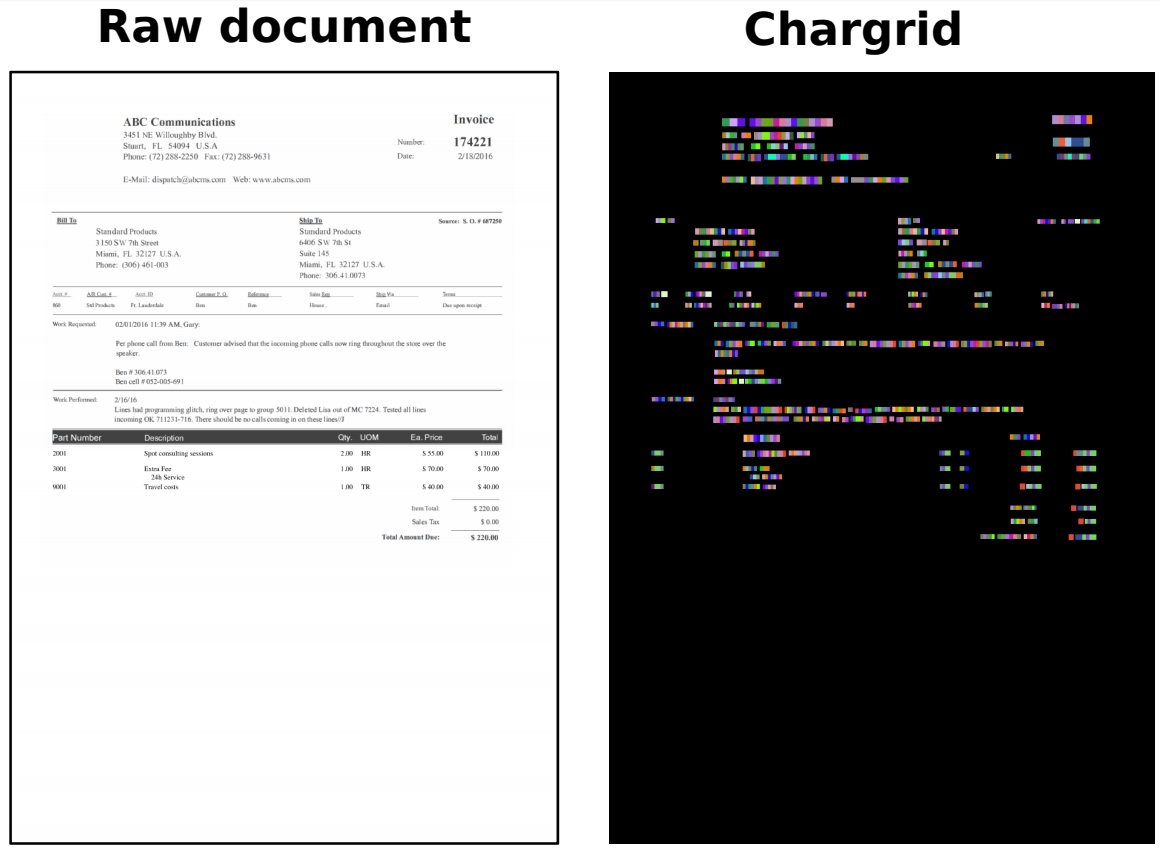 Raw document
Chargrid
ABC Communications
3451 NE Willoughby Blvd.
Stuart, FL 54094 U.S.A
Phone: (72) 288-2250 Fax: (72) 288-9631
E-Mail: dispatch@abcms.com Web: www.abcms.com
Invoice
Number: 174221
Date: 2/18/2016
Bill To
Standard Products
3150 SW 7th Street
Miami, FL 32127 U.S.A.
Phone: (306) 461-003
Ship To
Standard Products
6406 SW 7th St
Suite 145
Miami, FL 32127 U.S.A.
Phone: 306.41.0073
Source: S. O. # 687250
Acct. # A/R Cust. # Acct. ID Customer P. O. Reference Sales Rep Ship Via Terms
Std Products Ft. Lauderdale Ben Ben House Email Due upon receipt
Work Requested: 02/01/2016 11:39 AM, Gary:
Per phone call from Ben: Customer advised that the incoming phone calls now ring throughout the store over the
speaker.
Ben # 306.41.073
Ben cell # 052-005-691
Work Performed: 2/16/16
Lines had programming glitch, ring over page to group 5011. Deleted Lisa out of MC 7224. Tested all lines
incoming OK 711231-716. There should be no calls coming in on these lines//J
Part Number Description Qty. UOM Ea. Price Total
2001 Spot consulting sessions 2.00 HR $ 55.00 $ 110.00
3001 Extra Fee 1.00 HR $ 70.00 $ 70.00
24h Service
9001 Travel costs 1.00 TR $ 40.00 $ 40.00
Item Total: $ 220.00
Sales Tax $ 0.00
Total Amount Due: $ 220.00